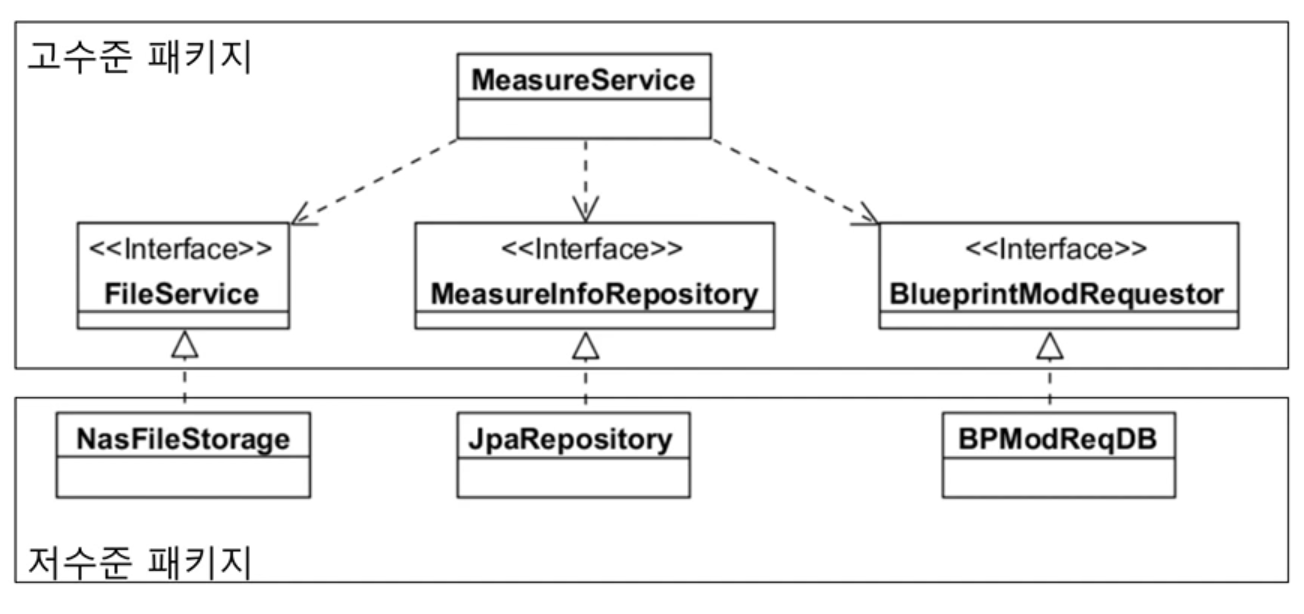 고수준 패키지
MeasureService
<<Interface>>
FileService
<<Interface>>
MeasureInfoRepository
<<Interface>>
BlueprintModRequestor
NasFileStorage
JpaRepository
BPModReqDB
저수준 패키지